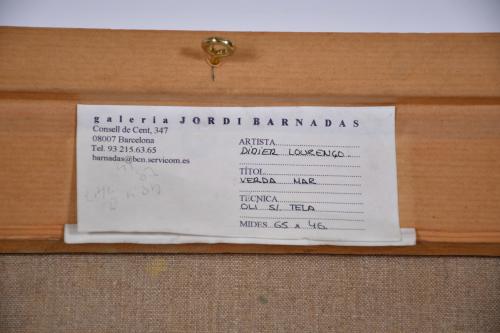 galeria JORDI BARNADAS
Consell de Cent, 347
08007 Barcelona
Tel. 93 215.63.65
barnadas@bcn.servicom.es
ARTISTA
DIDIER LOURENÇO.
TÍTOL
VERDA MAR
TECNICA
OLI S/. TELA
MIDES 65 x 46